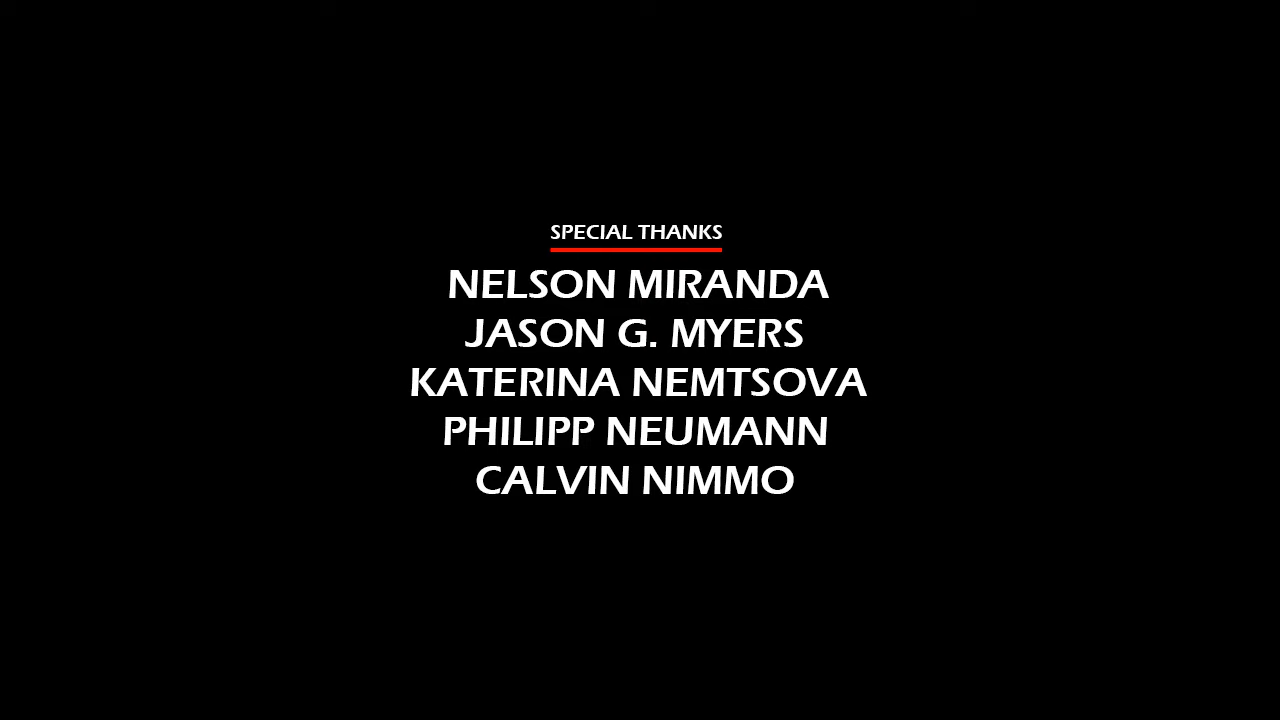 SPECIAL THANKS
NELSON MIRANDA
JASON G. MYERS
KATERINA NEMTSOVA
PHILIPP NEUMANN
CALVIN NIMMO